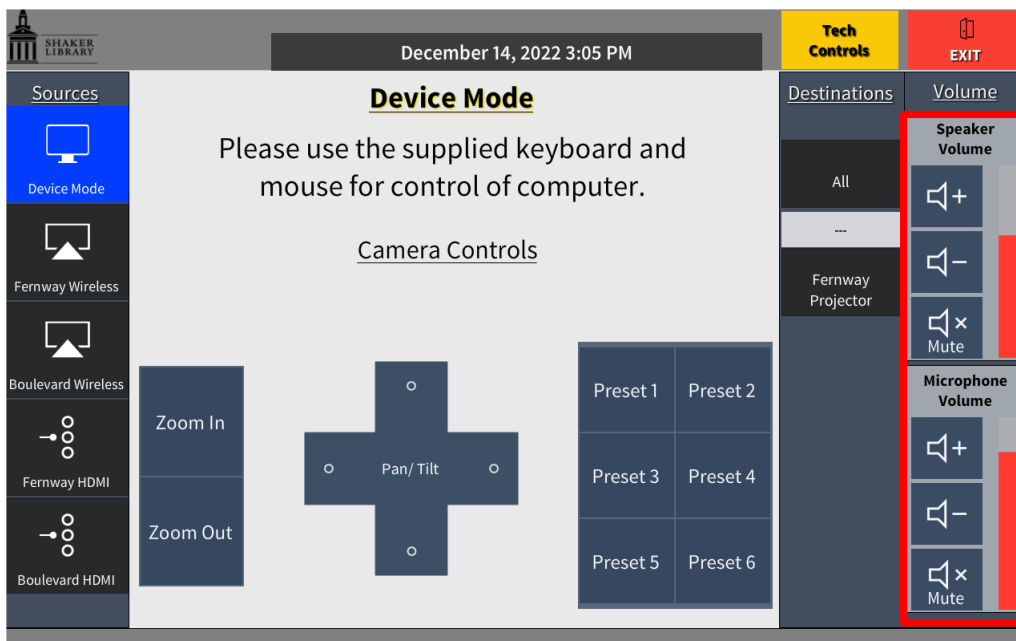 SHAKER
LIBRARY
December 14, 2022 3:05 PM
Tech
Controls
EXIT
Sources
Device Mode
Fernway Wireless
Boulevard Wireless
Fernway HDMI
Boulevard HDMI
Device Mode
Please use the supplied keyboard and
mouse for control of computer.
Camera Controls
Zoom In
Zoom Out
Pan/ Tilt
Preset 1 Preset 2
Preset 3 Preset 4
Preset 5 Preset 6
Destinations
All
---
Fernway
Projector
Volume
Speaker
Volume
Mute
Microphone
Volume
Mute